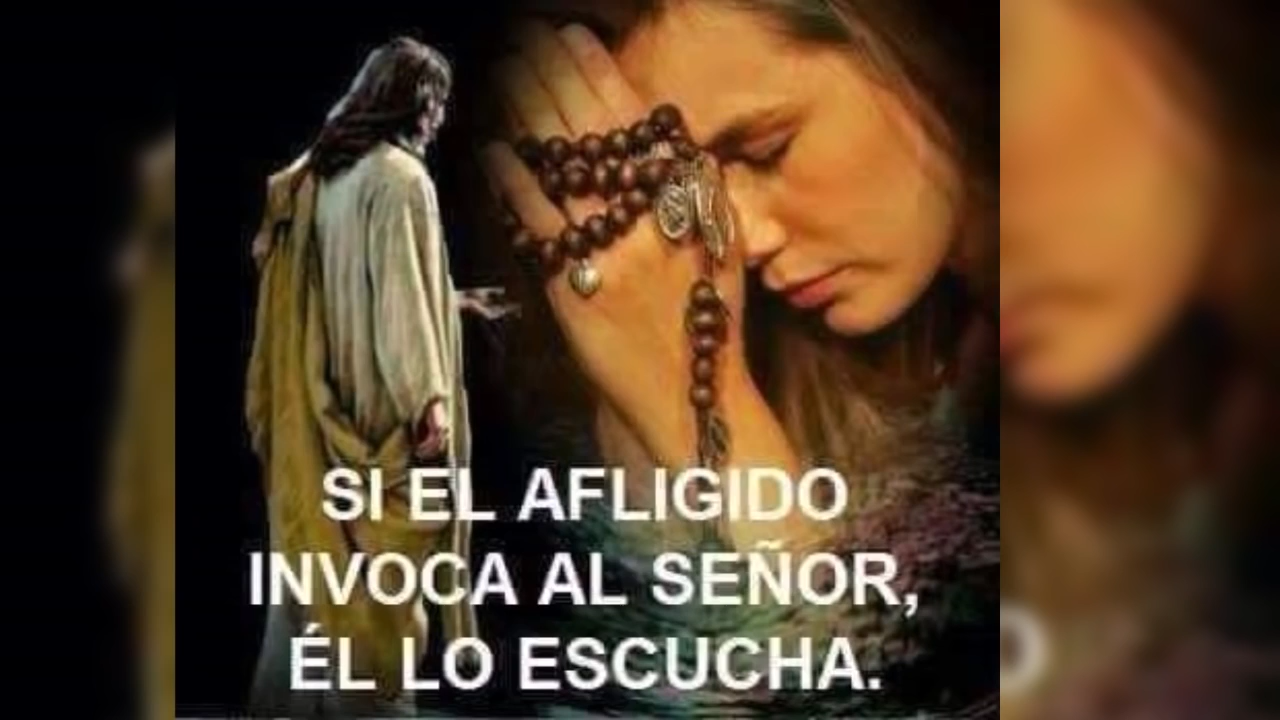 SI EL AFLIGIDO
INVOCA AL SEÑOR,
ÉL LO ESCUCHA.